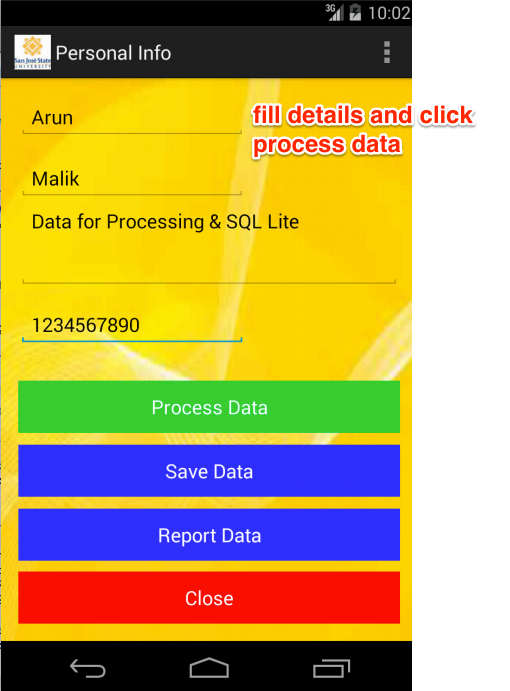 3G 10:02
San José State
UNIVERSITY
Personal Info
Arun
fill details and click
process data
Malik
Data for Processing & SQL Lite
1234567890
Process Data
Save Data
Report Data
Close